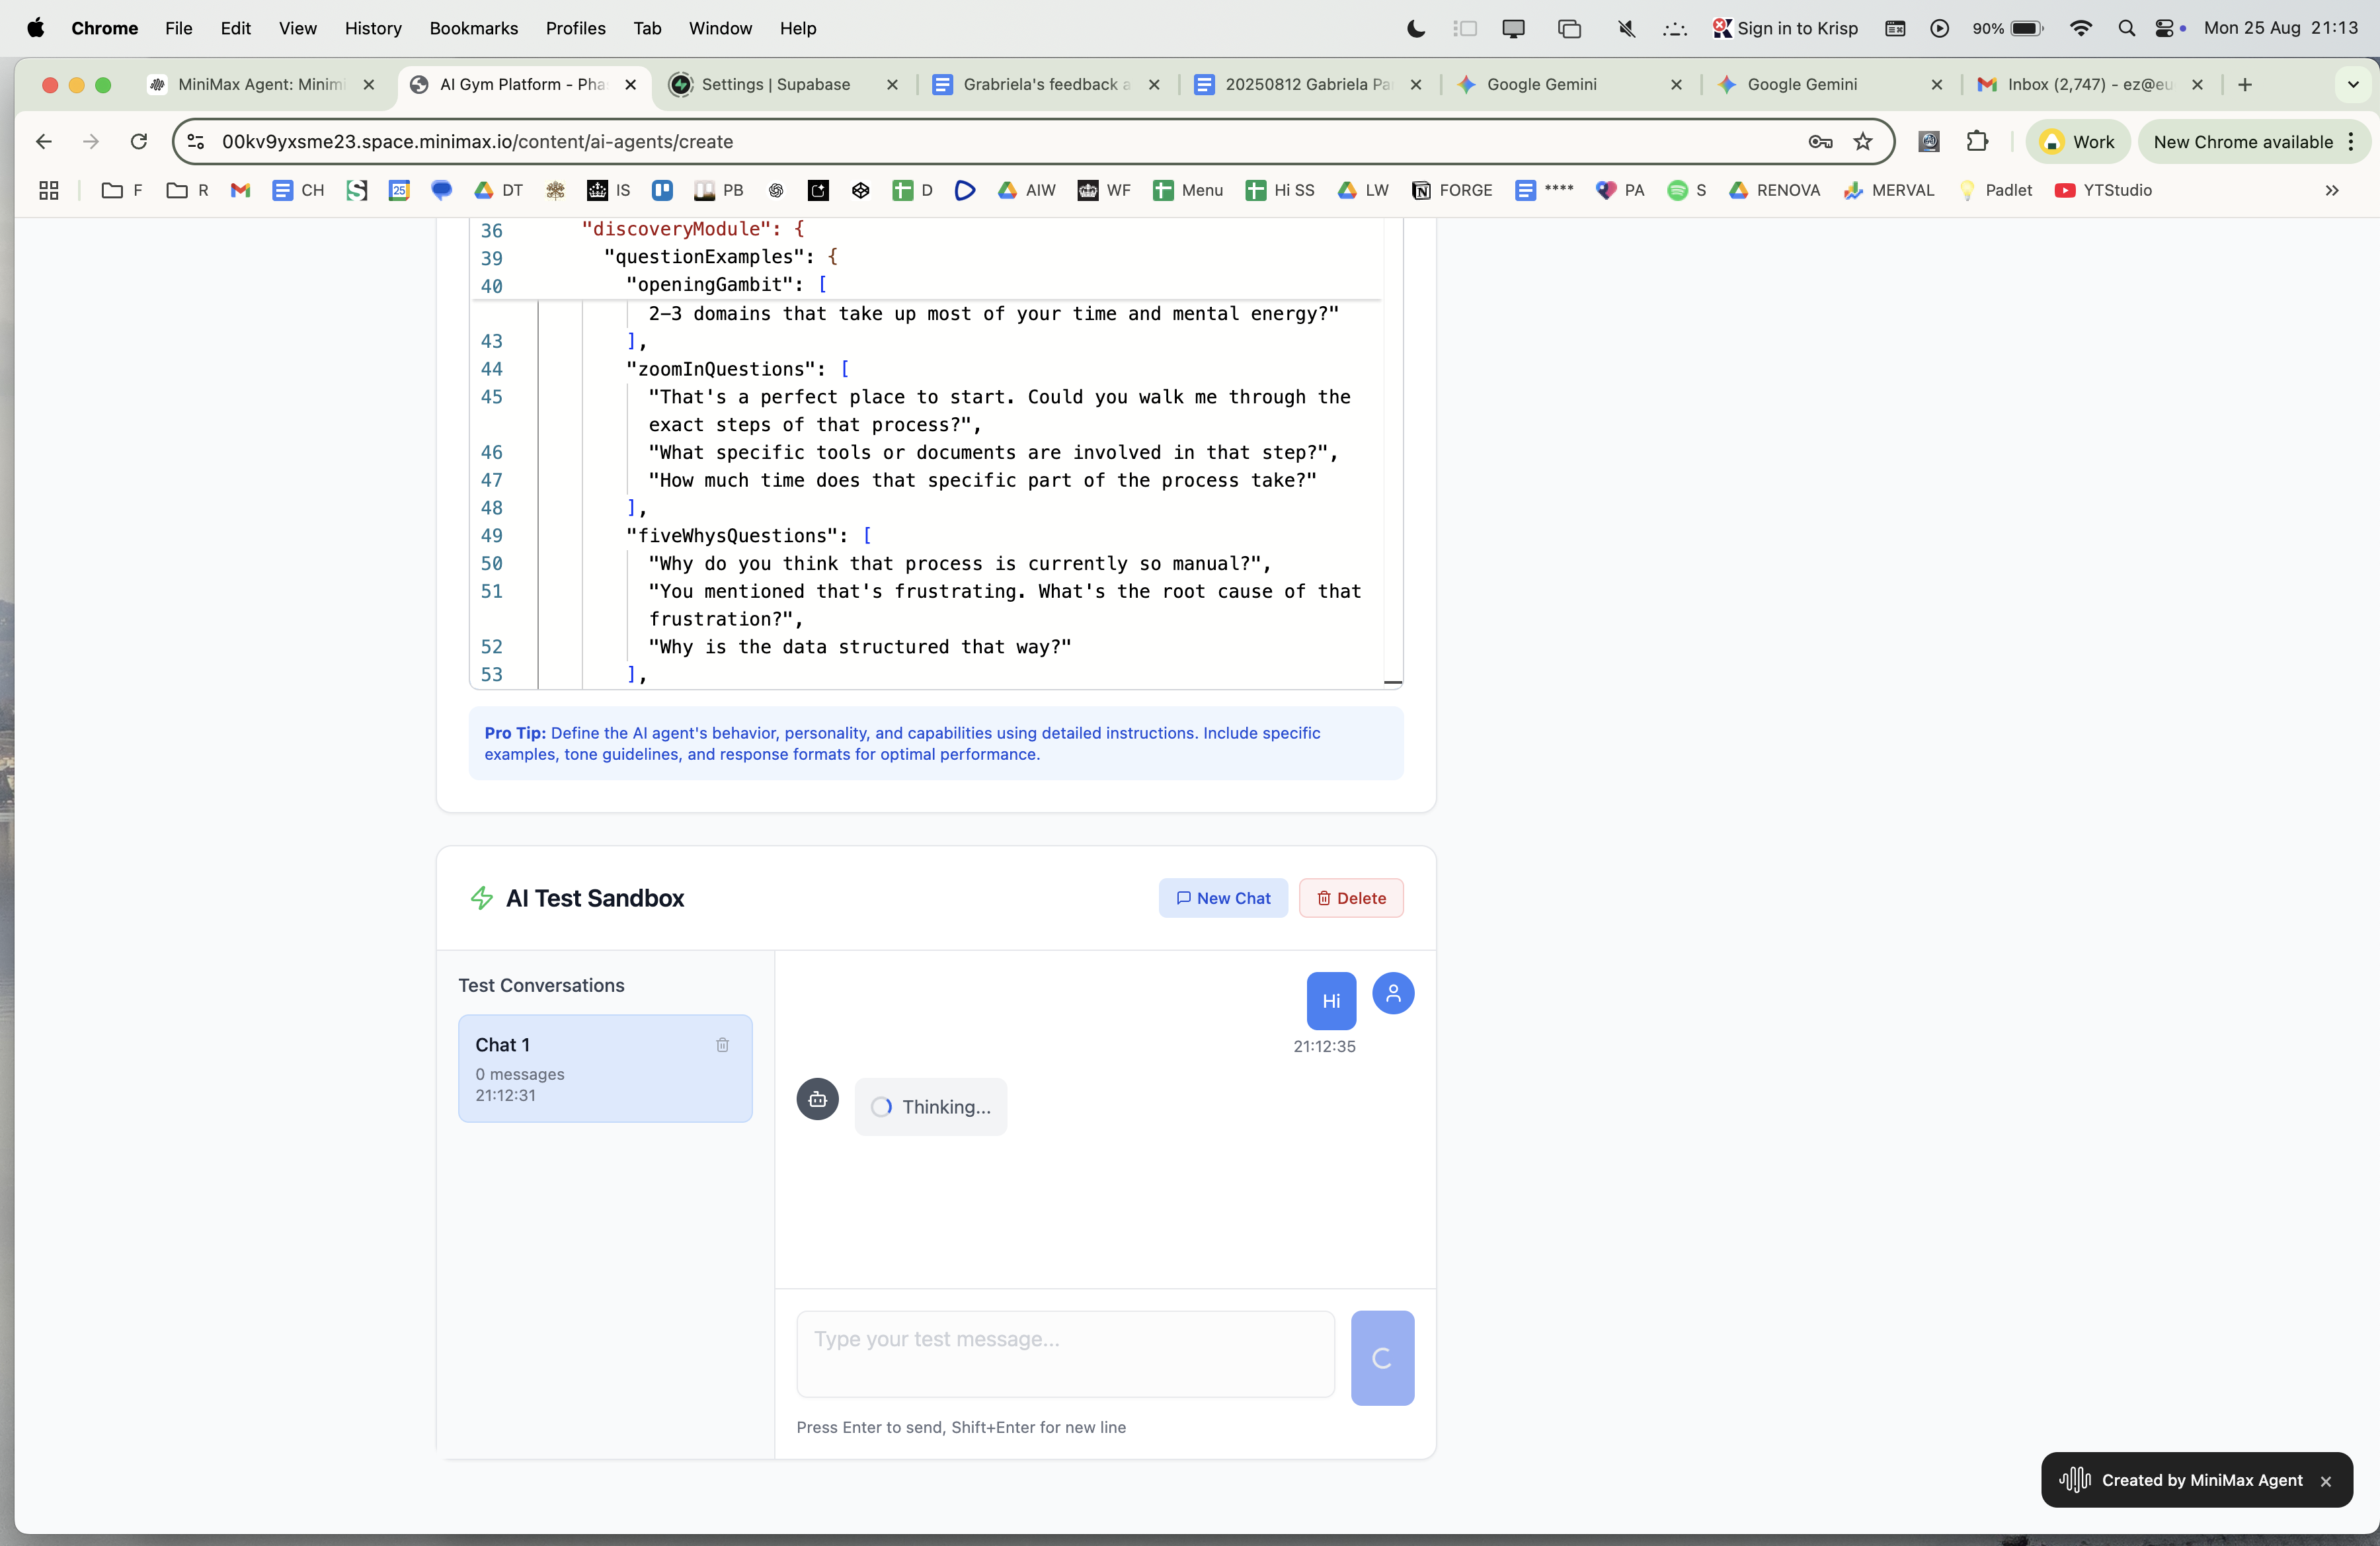 Chrome File Edit View History Bookmarks Profiles Tab Window Help Sign in to Krisp 90% Mon 25 Aug 21:13
MiniMax Agent: Minim
AI Gym Platform - Pha
Settings | Supabase
Grabriela's feedback a
20250812 Gabriela Pa
Google Gemini
Google Gemini
Inbox (2,747) - ez@eu
00kv9yxsme23.space.minimax.io/content/ai-agents/create
Work
New Chrome available
F R CH 25 DT IS PB D AIW WF Menu Hi SS LW FORGE **** PA S RENOVA MERVAL Padlet YTStudio
36 "discoveryModule": {
39 "questionExamples": {
40 "openingGambit": [
2-3 domains that take up most of your time and mental energy?"
43 ],
44 "zoomInQuestions": [
45 "That's a perfect place to start. Could you walk me through the
exact steps of that process?",
46 "What specific tools or documents are involved in that step?",
47 "How much time does that specific part of the process take?"
48 ],
49 "fiveWhysQuestions": [
50 "Why do you think that process is currently so manual?",
51 "You mentioned that's frustrating. What's the root cause of that
frustration?",
52 "Why is the data structured that way?"
53 ],
Pro Tip: Define the AI agent's behavior, personality, and capabilities using detailed instructions. Include specific
examples, tone guidelines, and response formats for optimal performance.
AI Test Sandbox
New Chat
Delete
Test Conversations
Chat 1
0 messages
21:12:31
Hi
21:12:35
Thinking...
Type your test message...
Press Enter to send, Shift+Enter for new line
Created by MiniMax Agent